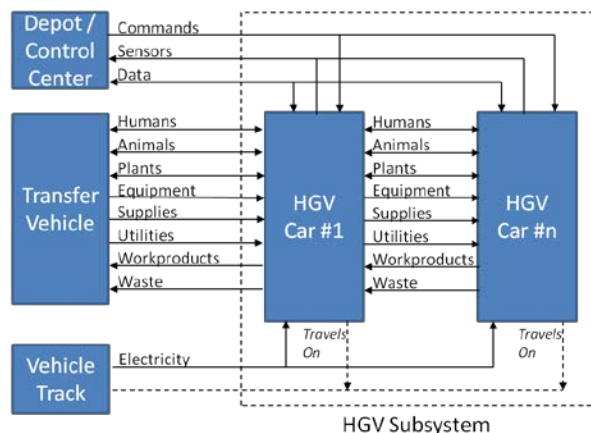 Depot /
Control
Center
Commands
Sensors
Data
Humans
Animals
Plants
Equipment
Supplies
Utilities
Workproducts
Waste
Transfer
Vehicle
HGV
Car #1
Humans
Animals
Plants
Equipment
Supplies
Utilities
Workproducts
Waste
HGV
Car #n
Travels
On
Travels
On
Vehicle
Track
Electricity
HGV Subsystem